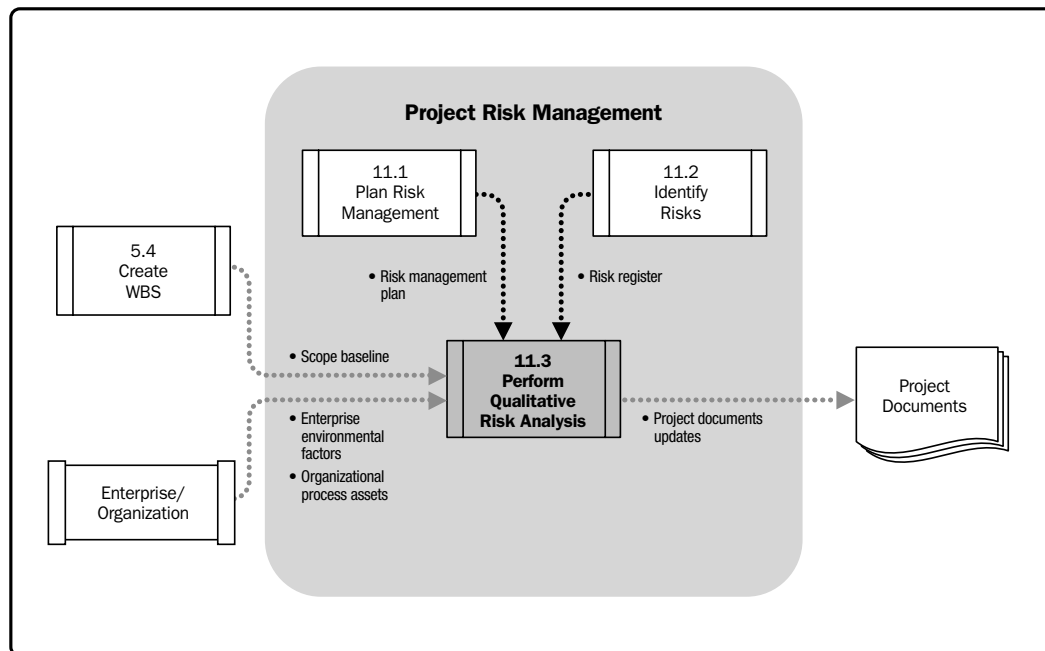 Project Risk Management
11.1
Plan Risk
Management
11.2
Identify
Risks
5.4
Create
WBS
• Risk management
plan
• Risk register
• Scope baseline
11.3
Perform
Qualitative
Risk Analysis
Project
Documents
• Enterprise
environmental
factors
• Organizational
process assets
• Project documents
updates
Enterprise/
Organization